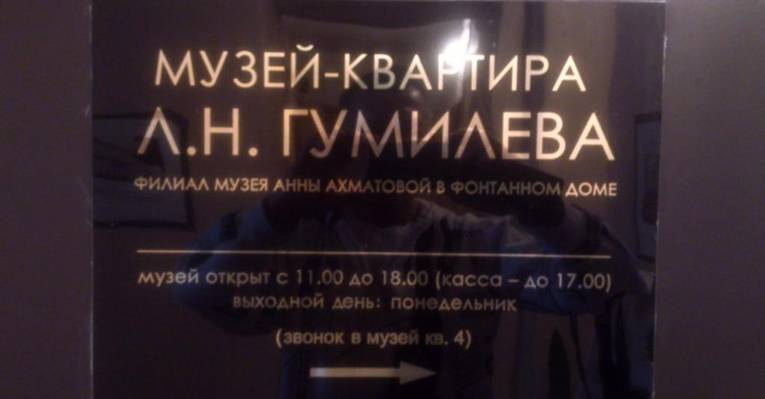 МУЗЕЙ-КВАРТИРА
Л.Н. ГУМИЛЕВА
ФИЛИАЛ МУЗЕЯ АННЫ АХМАТОВОЙ В ФОНТАННОМ ДОМЕ
музей открыт с 11.00 до 18.00 (касса – до 17.00)
выходной день: понедельник
(звонок в музей кв. 4)